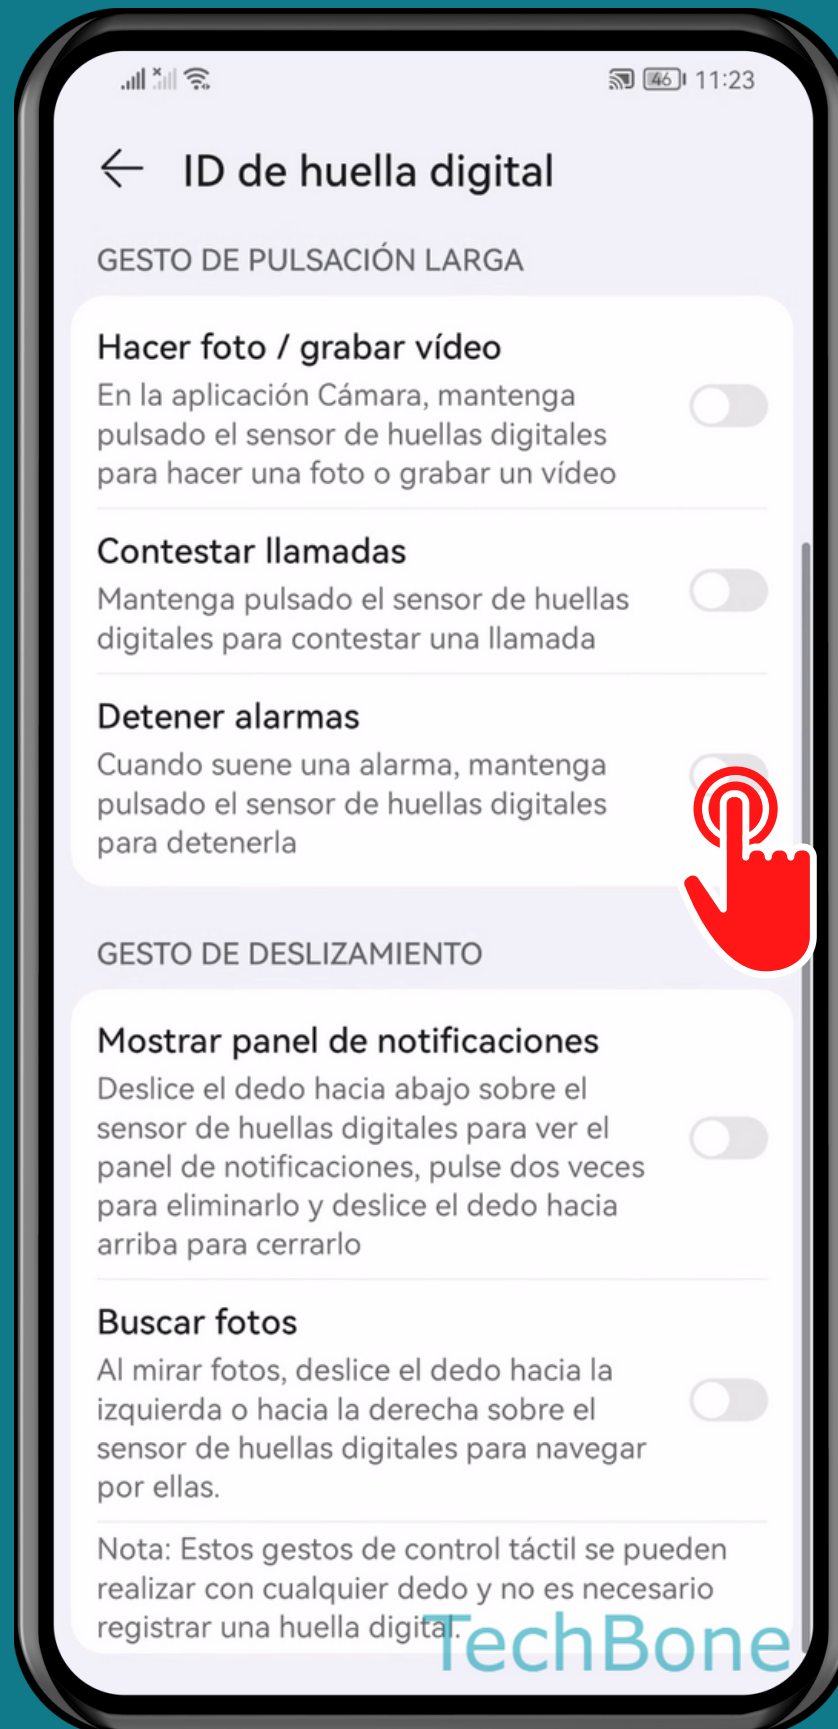 46 11:23
ID de huella digital
GESTO DE PULSACIÓN LARGA
Hacer foto / grabar vídeo
En la aplicación Cámara, mantenga
pulsado el sensor de huellas digitales
para hacer una foto o grabar un vídeo
Contestar llamadas
Mantenga pulsado el sensor de huellas
digitales para contestar una llamada
Detener alarmas
Cuando suene una alarma, mantenga
pulsado el sensor de huellas digitales
para detenerla
GESTO DE DESLIZAMIENTO
Mostrar panel de notificaciones
Deslice el dedo hacia abajo sobre el
sensor de huellas digitales para ver el
panel de notificaciones, pulse dos veces
para eliminarlo y deslice el dedo hacia
arriba para cerrarlo
Buscar fotos
Al mirar fotos, deslice el dedo hacia la
izquierda o hacia la derecha sobre el
sensor de huellas digitales para navegar
por ellas.
Nota: Estos gestos de control táctil se pueden
realizar con cualquier dedo y no es necesario
registrar una huella digital.
TechBone